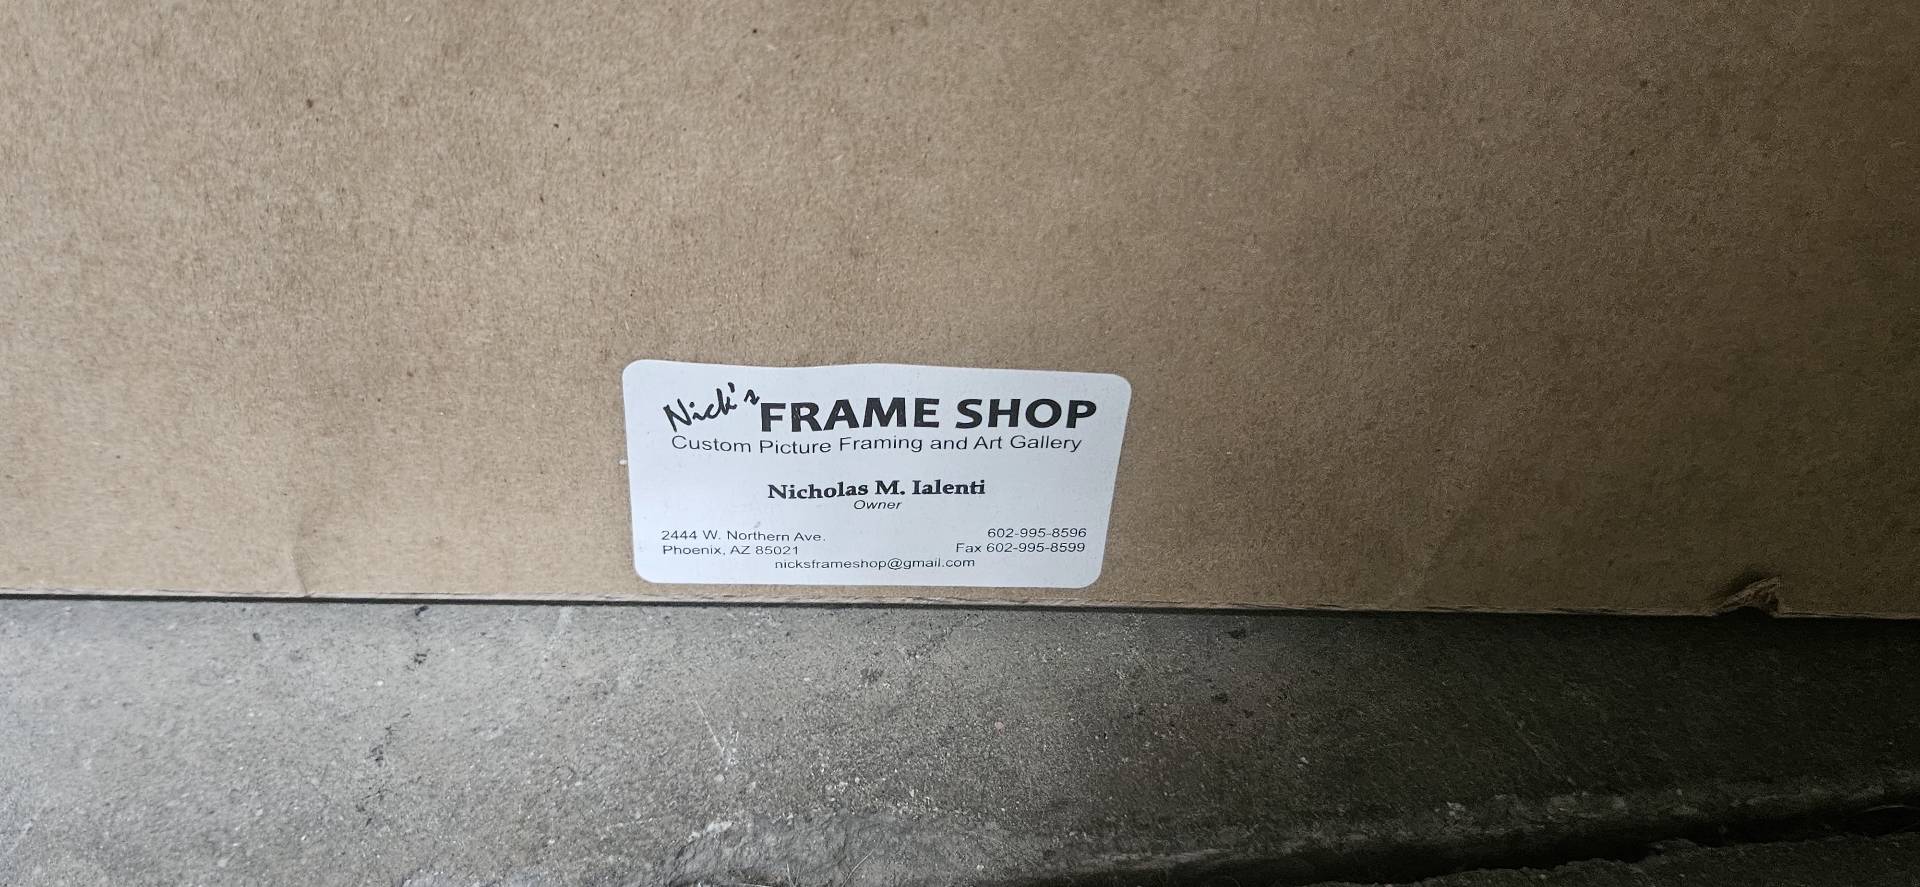 Nick's FRAME SHOP
Custom Picture Framing and Art Gallery
Nicholas M. Ialenti
Owner
2444 W. Northern Ave. 602-995-8596
Phoenix, AZ 85021 Fax 602-995-8599
nicksframeshop@gmail.com